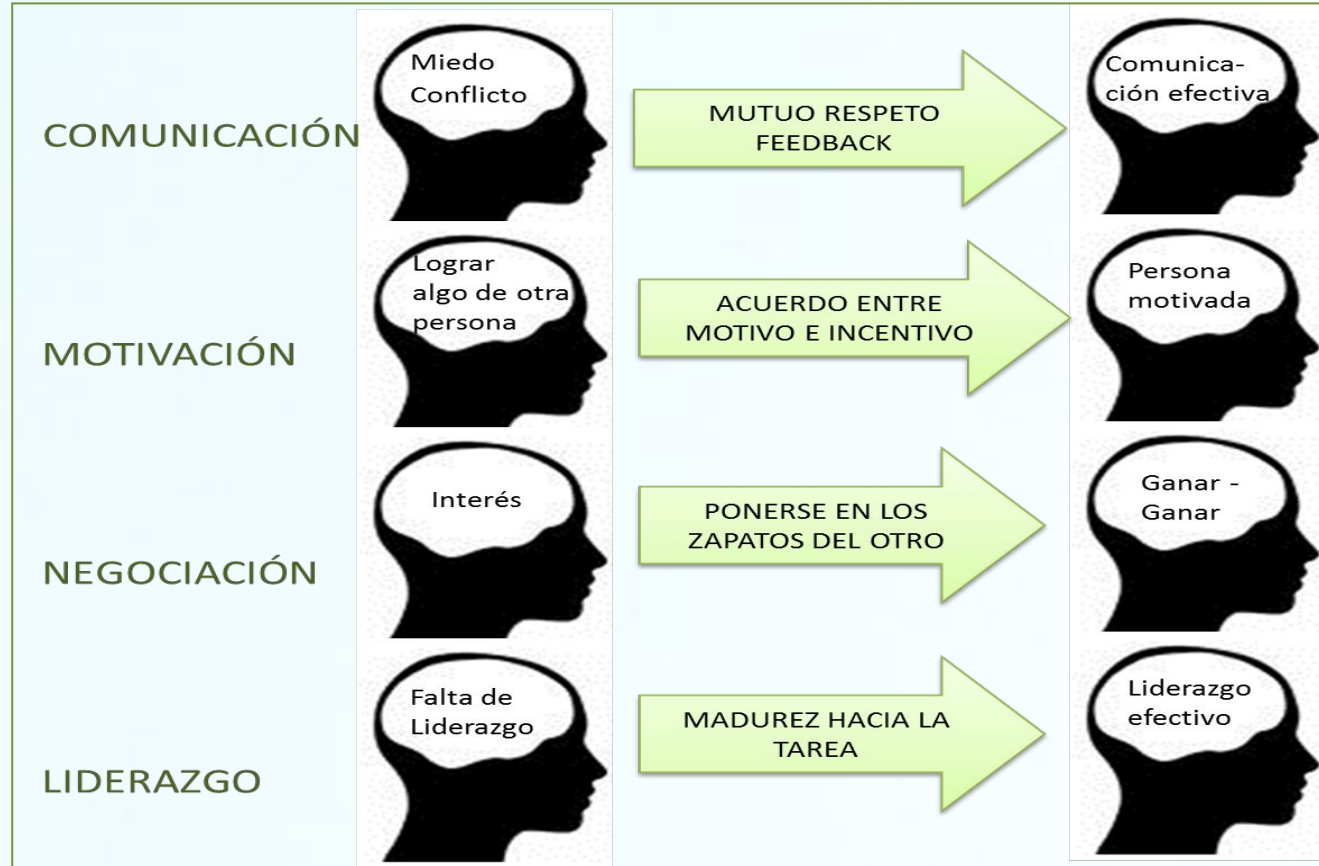 COMUNICACIÓN
Miedo
Conflicto
MUTUO RESPETO
FEEDBACK
Comunica-
ción efectiva
MOTIVACIÓN
Lograr
algo de otra
persona
ACUERDO ENTRE
MOTIVO E INCENTIVO
Persona
motivada
NEGOCIACIÓN
Interés
PONERSE EN LOS
ZAPATOS DEL OTRO
Ganar -
Ganar
LIDERAZGO
Falta de
Liderazgo
MADUREZ HACIA LA
TAREA
Liderazgo
efectivo